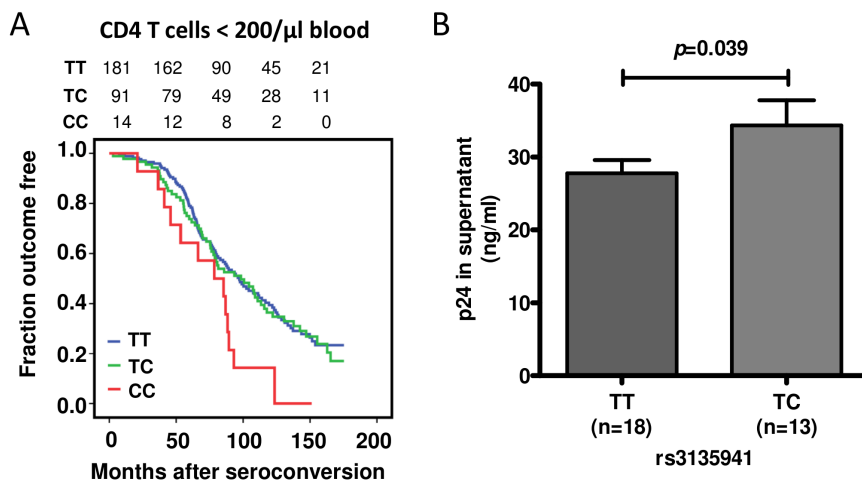 A
CD4 T cells < 200/µl blood
TT 181 162 90 45 21
TC 91 79 49 28 11
CC 14 12 8 2 0
Fraction outcome free
1.0
0.8
0.6
0.4
0.2
0.0
TT
TC
CC
0 50 100 150 200
Months after seroconversion
B
p=0.039
p24 in supernatant
(ng/ml)
40
30
20
10
0
TT TC
(n=18) (n=13)
rs3135941